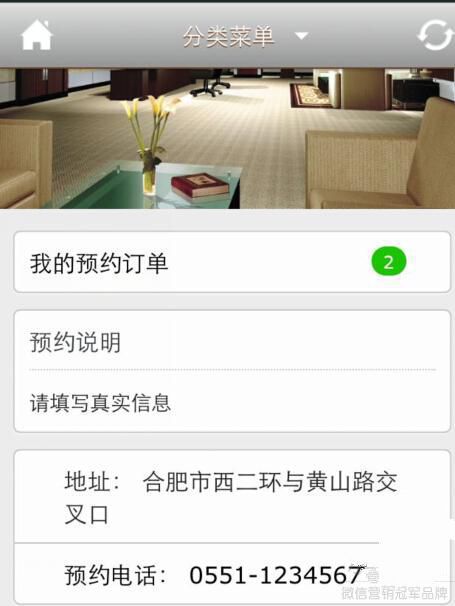 分类菜单
我的预约订单 2
预约说明
请填写真实信息
地址： 合肥市西二环与黄山路交
叉口
预约电话： 0551-1234567
微信营销冠军品牌